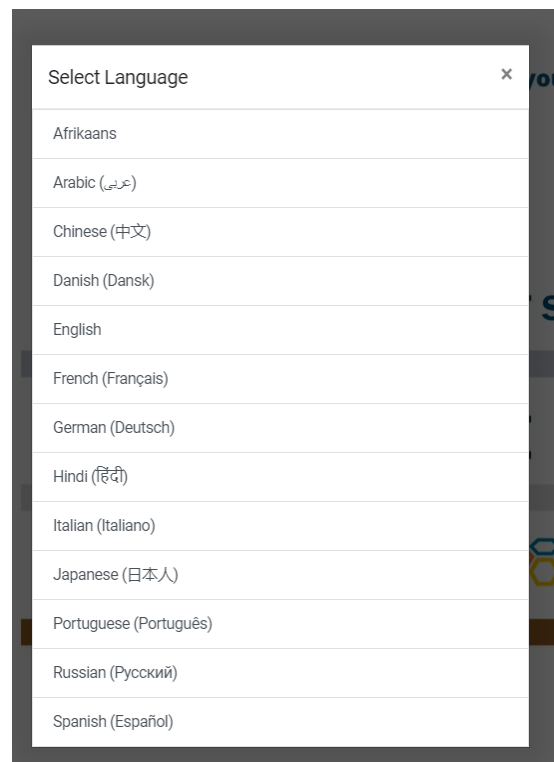 Select Language ×
Afrikaans
Arabic (عربى)
Chinese (中文)
Danish (Dansk)
English
French (Français)
German (Deutsch)
Hindi (हिंदी)
Italian (Italiano)
Japanese (日本人)
Portuguese (Português)
Russian (Русский)
Spanish (Español)